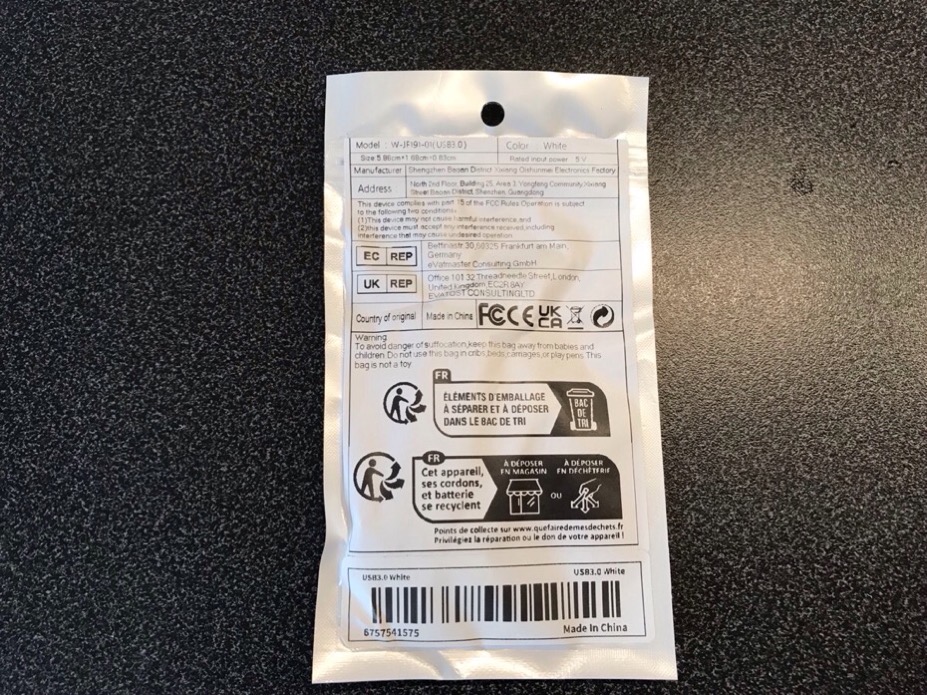 Model : W-JF191-01(USB3.0)
Color : White
Size:5.86cm*1.68cm*0.83cm
Rated input power 5 V
Manufacturer Shenzhen Baoan District Xixiang Qishunmei Electronics Factory
Address
North 2nd Floor, Building 25, Area 3, Yongfeng Community,Xixiang
Street Baoan District, Shenzhen, Guangdong
This device complies with part 15 of the FCC Rules Operation is subject
to the following two conditions:
(1)This device may not cause harmful interference,and
(2)this device must accept any interference received,including
interference that may cause undesired operation
EC REP
Bettinastr.30,60325 Frankfurt am Main,
Germany
eVatmaster Consulting GmbH
UK REP
Office 101 32 Threadneedle Street,London,
United kingdom,EC2R 8AY
EVATOST CONSULTING LTD
Country of original
Made in China
FC CE UK
CA
Warning
To avoid danger of suffocation,keep this bag away from babies and
children. Do not use this bag in cribs,beds,carriages,or play pens. This
bag is not a toy
FR
ÉLÉMENTS D'EMBALLAGE
À SÉPARER ET À DÉPOSER
DANS LE BAC DE TRI
BAC
DE
TRI
FR
Cet appareil,
ses cordons,
et batterie
se recyclent
À DÉPOSER
EN MAGASIN
OU
À DÉPOSER
EN DÉCHÈTERIE
Points de collecte sur www.quefairedemesdechets.fr
Privilégiez la réparation ou le don de votre appareil !
USB3.0 White
USB3.0 White
6757541575
Made In China